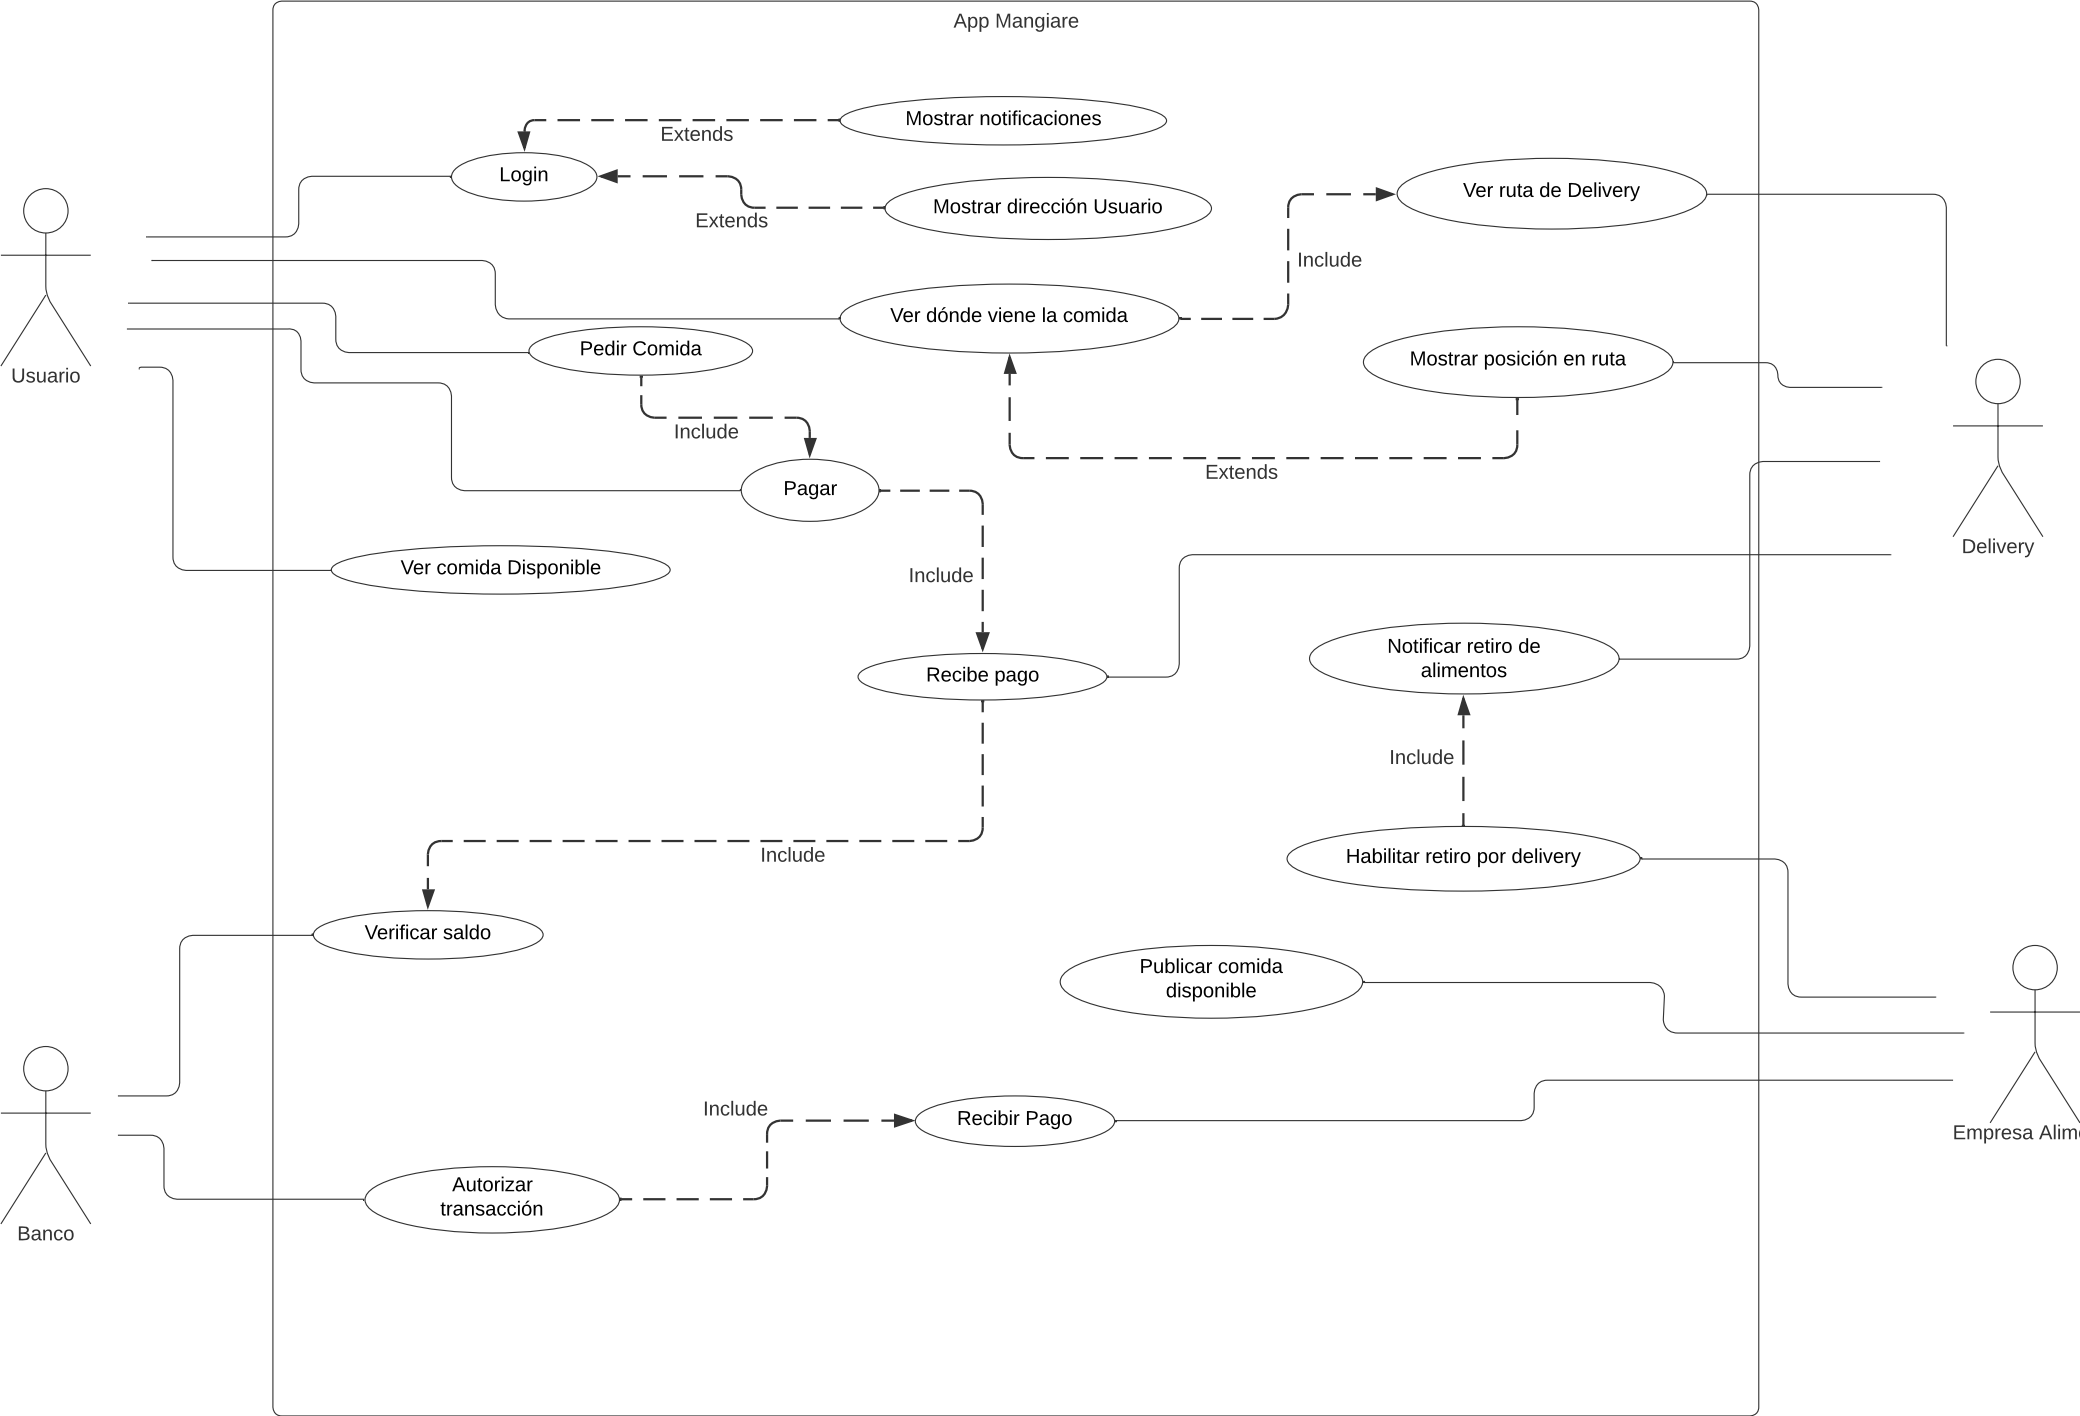 App Mangiare
Mostrar notificaciones
Extends
Login
Ver ruta de Delivery
Mostrar dirección Usuario
Extends
Include
Ver dónde viene la comida
Pedir Comida
Mostrar posición en ruta
Usuario
Include
Extends
Pagar
Delivery
Ver comida Disponible
Include
Notificar retiro de
alimentos
Recibe pago
Include
Include
Habilitar retiro por delivery
Verificar saldo
Publicar comida
disponible
Include
Recibir Pago
Empresa Alim
Autorizar
transacción
Banco